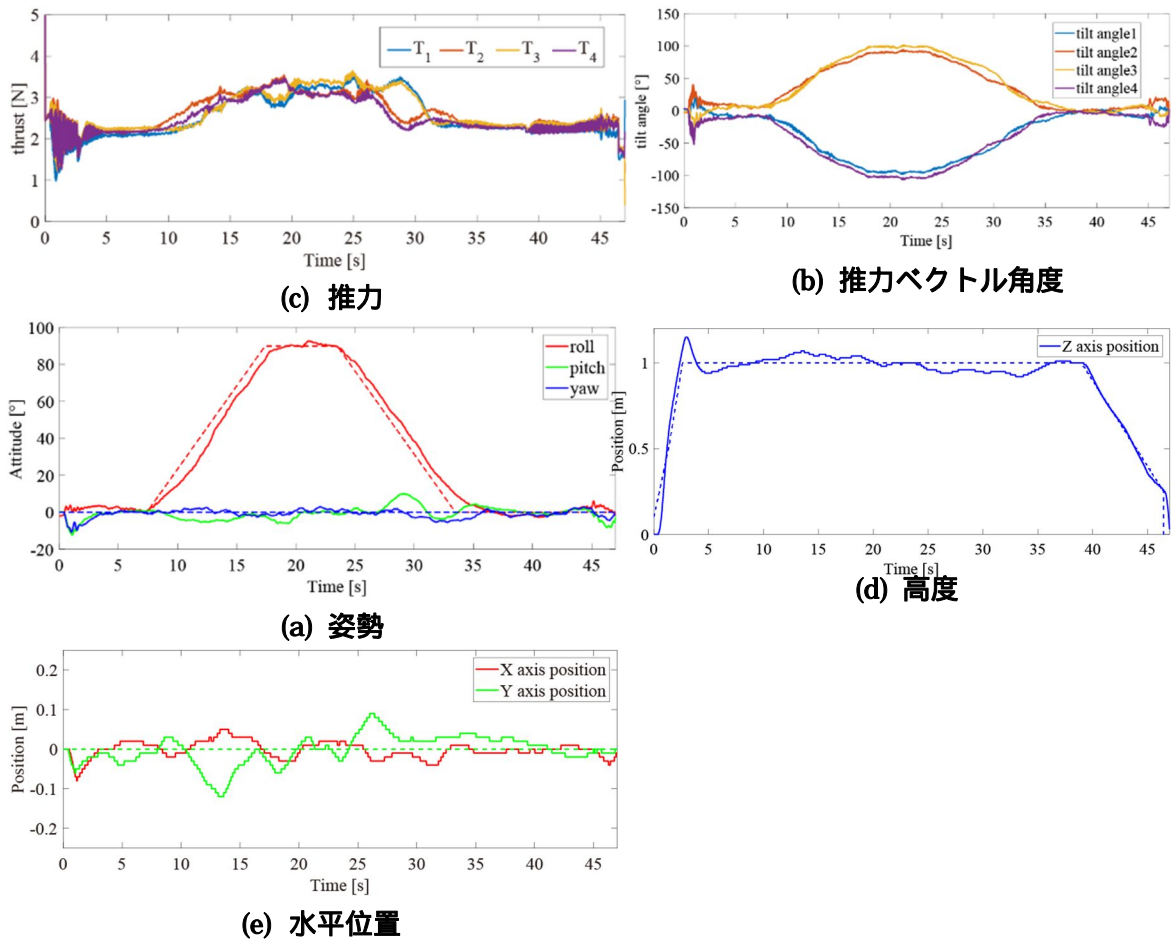 5
4
3
2
1
0
thrust [N]
T1 T2 T3 T4
0 5 10 15 20 25 30 35 40 45
Time [s]
(c) 推力
150
100
50
0
-50
-100
-150
tilt angle [°]
tilt angle1
tilt angle2
tilt angle3
tilt angle4
0 5 10 15 20 25 30 35 40 45
Time [s]
(b) 推力ベクトル角度
100
80
60
40
20
0
-20
Attitude [°]
roll
pitch
yaw
0 5 10 15 20 25 30 35 40 45
Time [s]
(a) 姿勢
1
0.5
0
Position [m]
Z axis position
0 5 10 15 20 25 30 35 40 45
Time [s]
(d) 高度
0.2
0.1
0
-0.1
-0.2
Position [m]
X axis position
Y axis position
0 5 10 15 20 25 30 35 40 45
Time [s]
(e) 水平位置